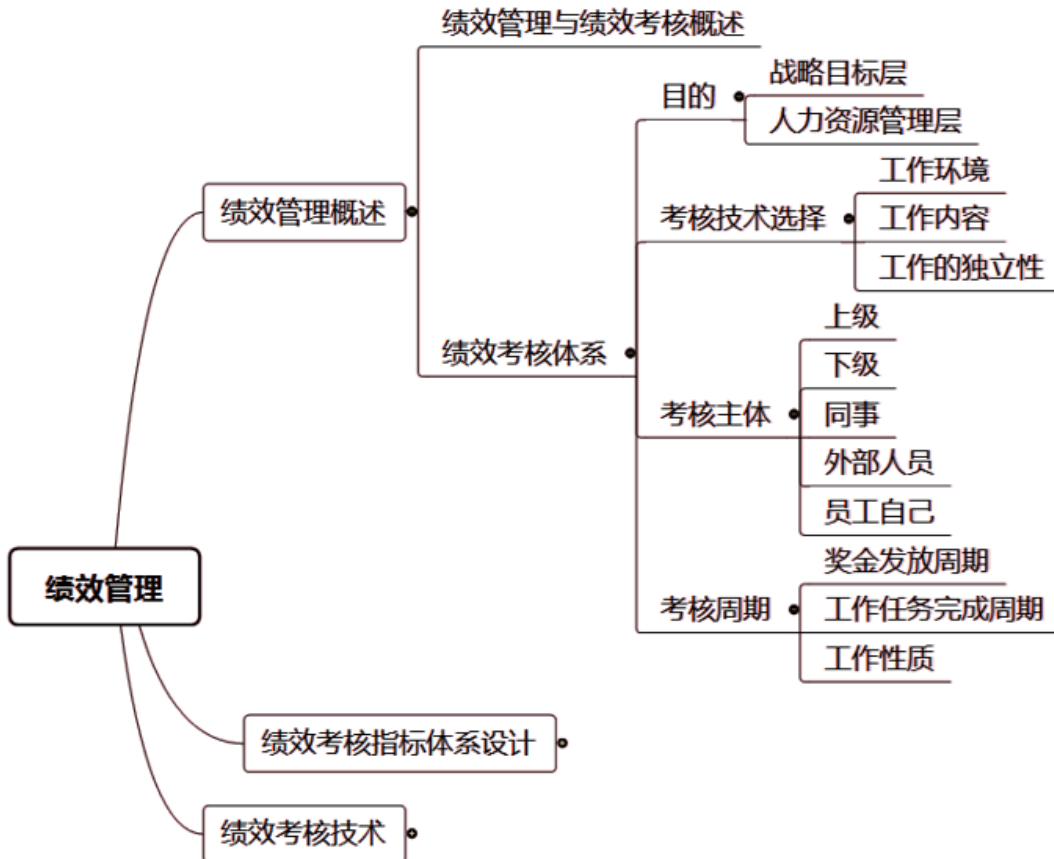 绩效管理与绩效考核概述
战略目标层
目的
人力资源管理层
工作环境
绩效管理概述
考核技术选择
工作内容
工作的独立性
上级
绩效考核体系
下级
考核主体
同事
外部人员
员工自己
奖金发放周期
绩效管理
考核周期
工作任务完成周期
工作性质
绩效考核指标体系设计
绩效考核技术